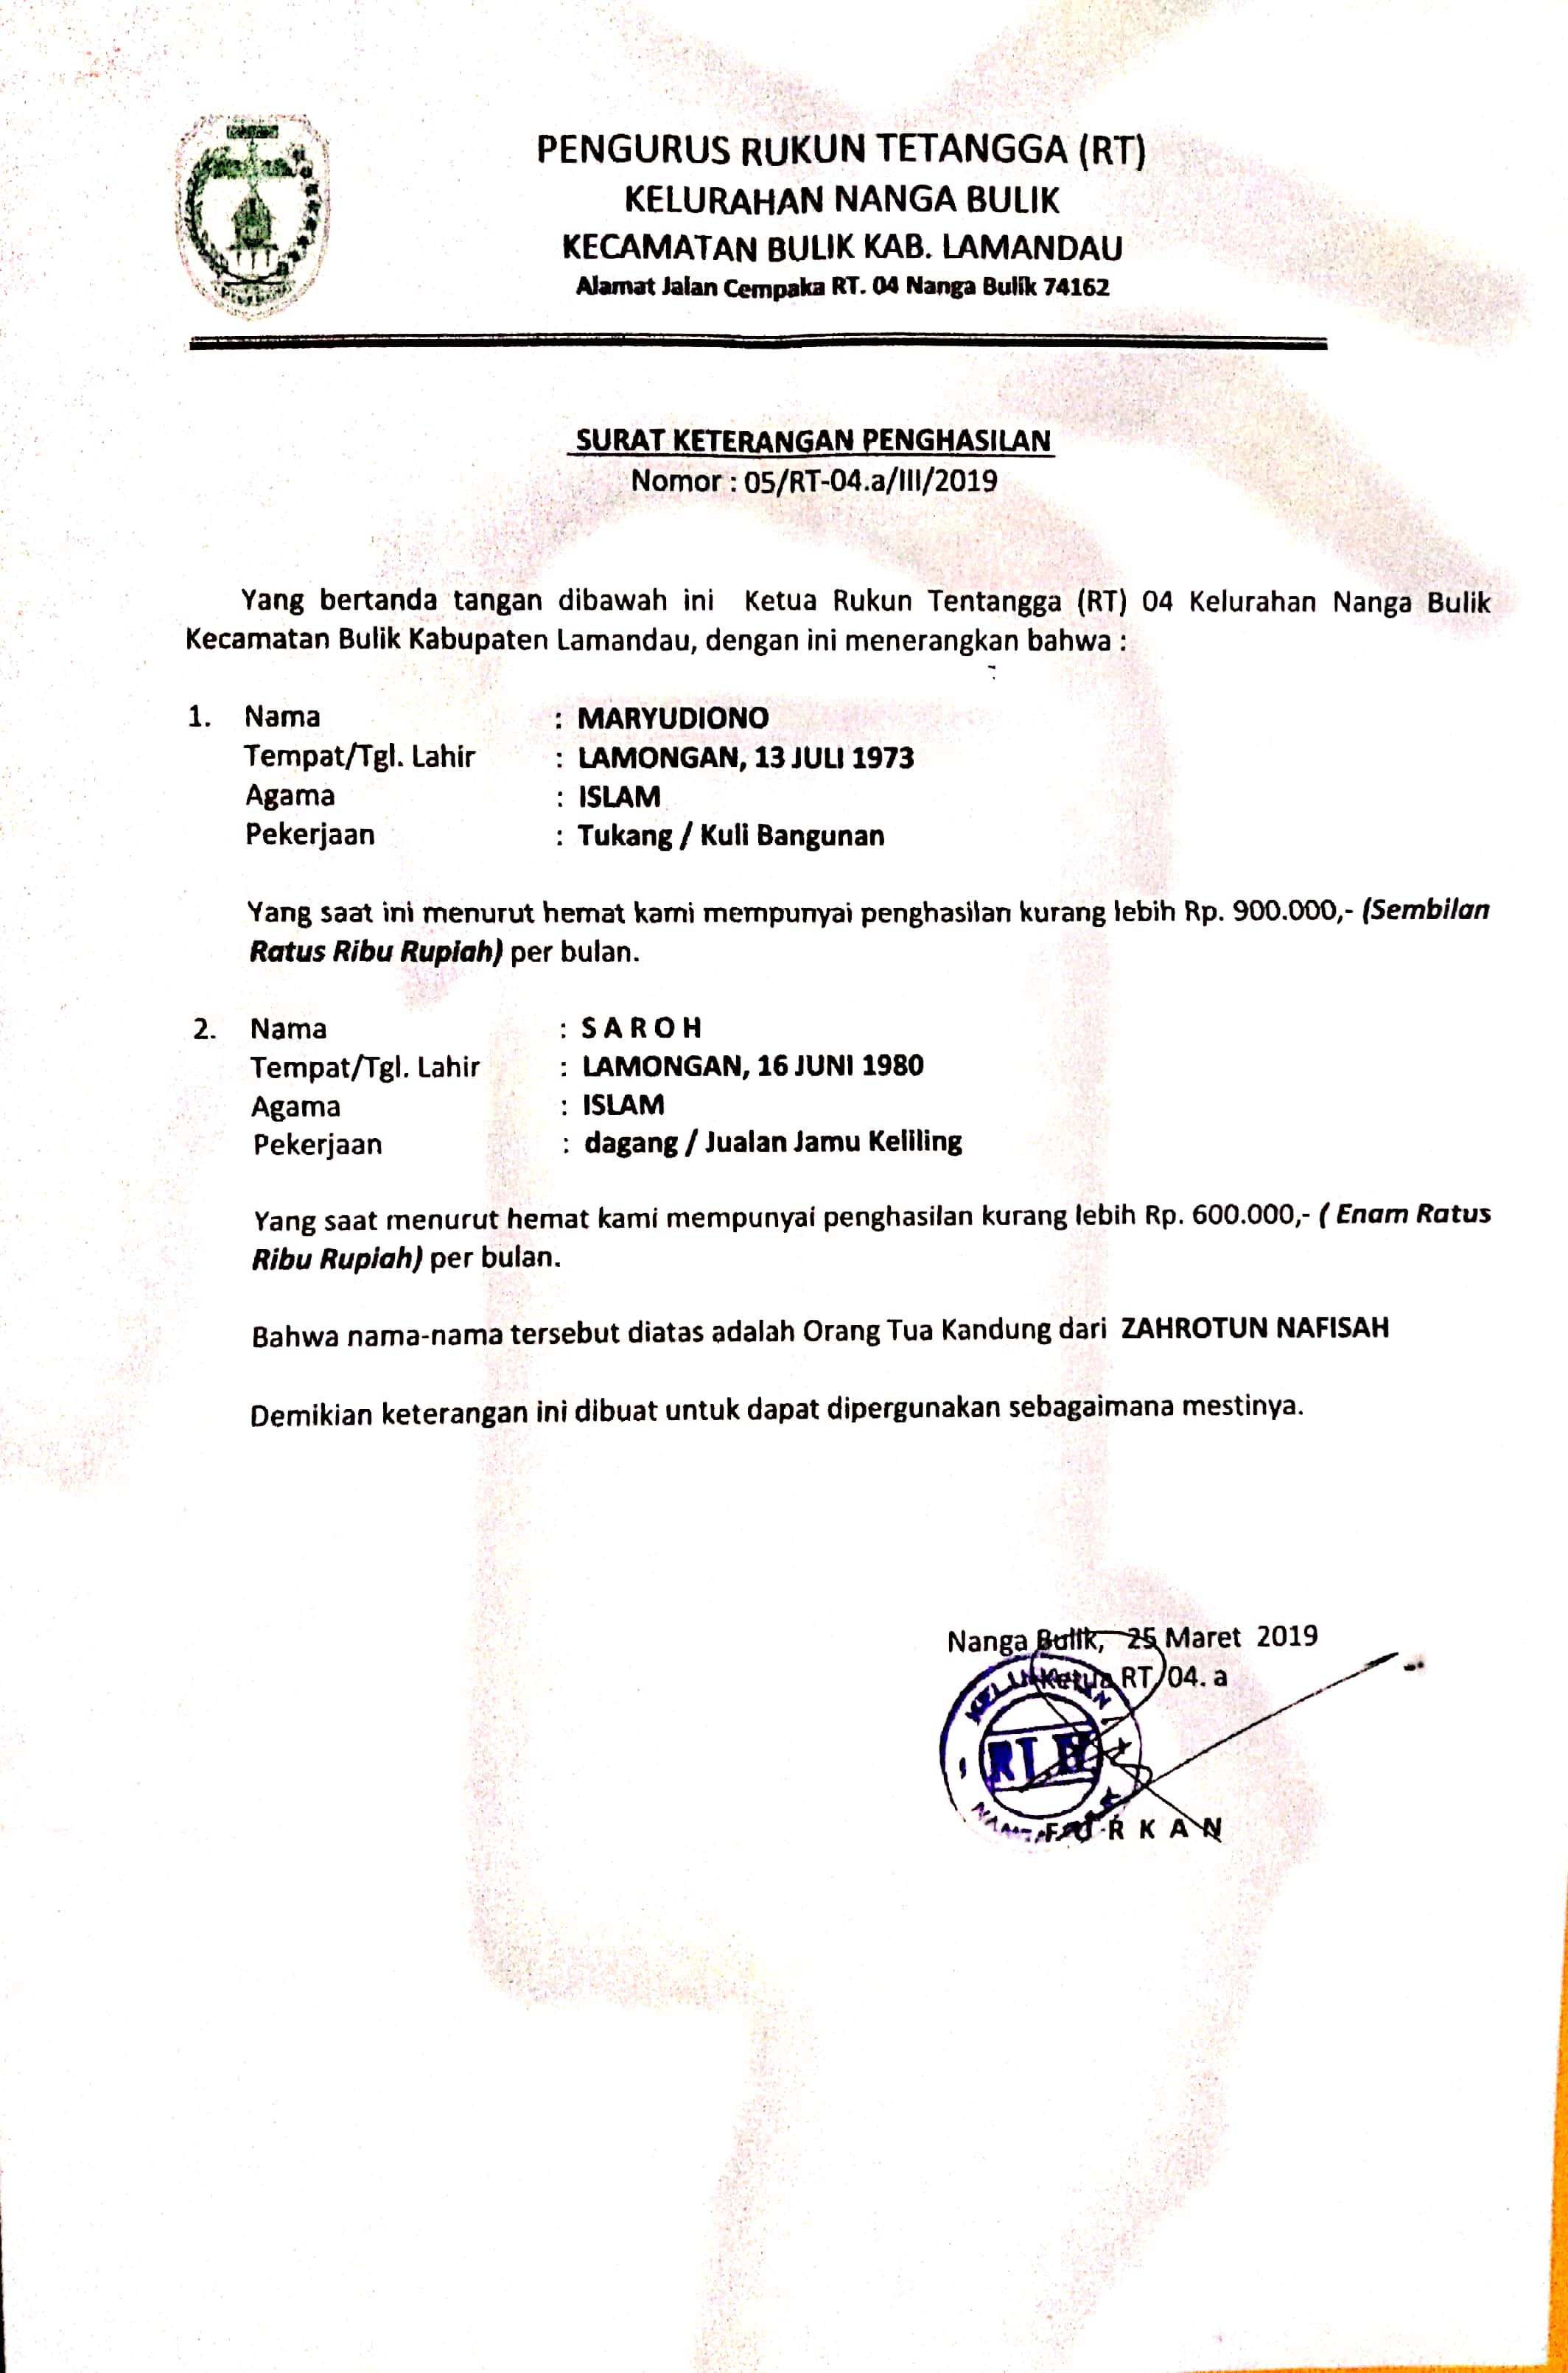 PENGURUS RUKUN TETANGGA (RT)
KELURAHAN NANGA BULIK
KECAMATAN BULIK KAB. LAMANDAU
Alamat Jalan Cempaka RT. 04 Nanga Bulik 74162
SURAT KETERANGAN PENGHASILAN
Nomor : 05/RT-04.a/III/2019
Yang bertanda tangan dibawah ini Ketua Rukun Tentangga (RT) 04 Kelurahan Nanga Bulik
Kecamatan Bulik Kabupaten Lamandau, dengan ini menerangkan bahwa :
1. Nama : MARYUDIONO
Tempat/Tgl. Lahir : LAMONGAN, 13 JULI 1973
Agama : ISLAM
Pekerjaan : Tukang / Kuli Bangunan
Yang saat ini menurut hemat kami mempunyai penghasilan kurang lebih Rp. 900.000,- (Sembilan
Ratus Ribu Rupiah) per bulan.
2. Nama : S A R O H
Tempat/Tgl. Lahir : LAMONGAN, 16 JUNI 1980
Agama : ISLAM
Pekerjaan : dagang / Jualan Jamu Keliling
Yang saat menurut hemat kami mempunyai penghasilan kurang lebih Rp. 600.000,- ( Enam Ratus
Ribu Rupiah) per bulan.
Bahwa nama-nama tersebut diatas adalah Orang Tua Kandung dari ZAHROTUN NAFISAH
Demikian keterangan ini dibuat untuk dapat dipergunakan sebagaimana mestinya.
Nanga Bulik, 25 Maret 2019
Ketua RT 04. a
F U R K A N